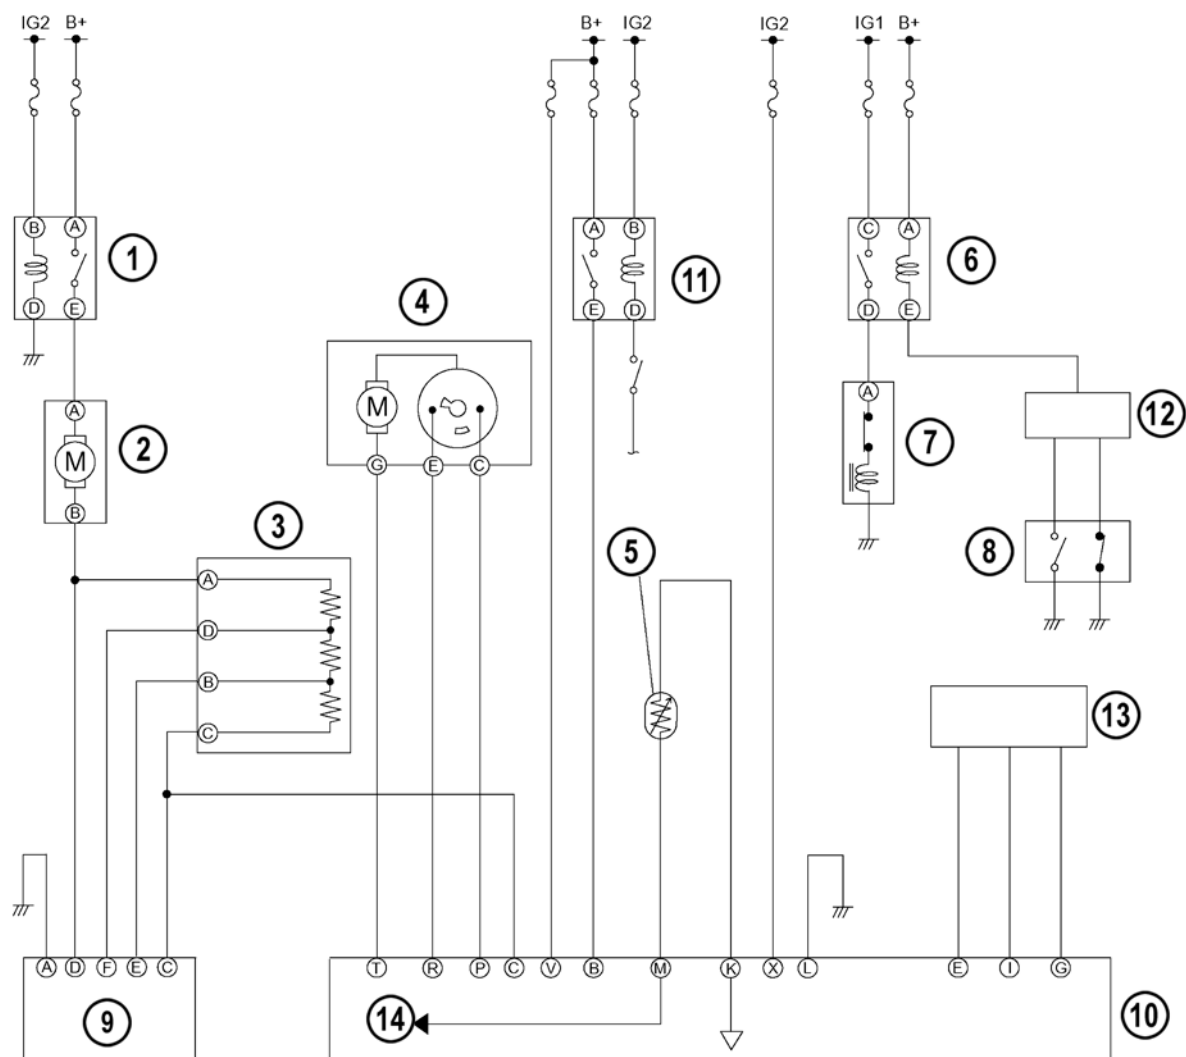 IG2 B+ B+ IG2 IG2 IG1 B+
B A A B C A
1 11 6
D E E D D E
4
A M A 12
2 M 7
G E C
B
3 5 8
A
D
B
C
13
A D F E C T R P C V B M K X L E I G
9 14 10